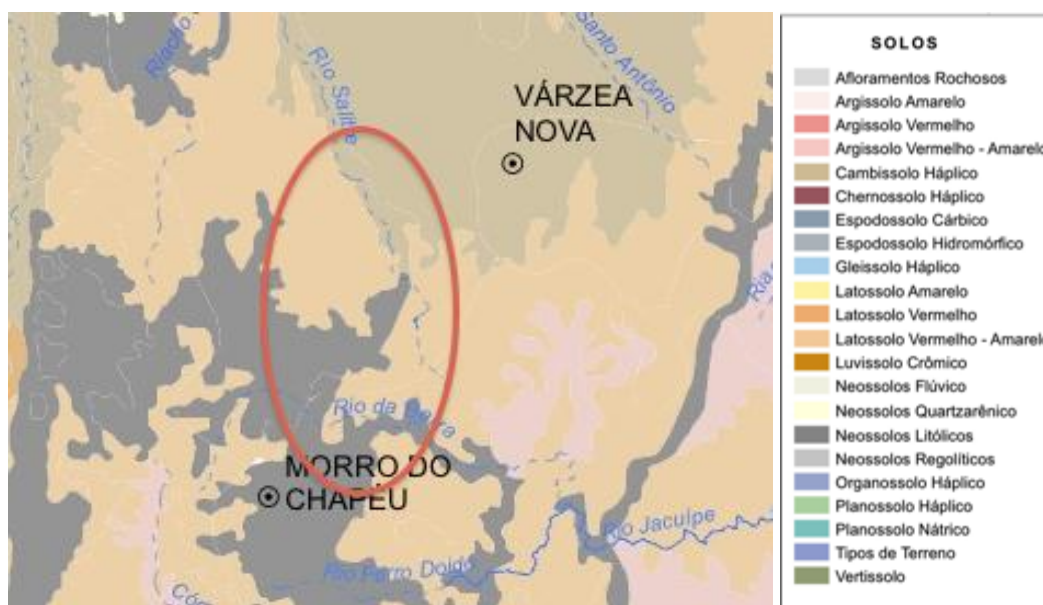 Riacho
Rio Salitre
Santo Antônio
VÁRZEA
NOVA
Rio da
MORRO DO
CHAPÉU
Rio Jacuípe
Rio Ferro Doido
SOLOS
Afloramentos Rochosos
Argissolo Amarelo
Argissolo Vermelho
Argissolo Vermelho - Amarelo
Cambissolo Háplico
Chernossolo Háplico
Espodossolo Cárbico
Espodossolo Hidromórfico
Gleissolo Háplico
Latossolo Amarelo
Latossolo Vermelho
Latossolo Vermelho - Amarelo
Luvissolo Crômico
Neossolos Flúvico
Neossolos Quartzarênico
Neossolos Litólicos
Neossolos Regolíticos
Organossolo Háplico
Planossolo Háplico
Planossolo Nátrico
Tipos de Terreno
Vertissolo